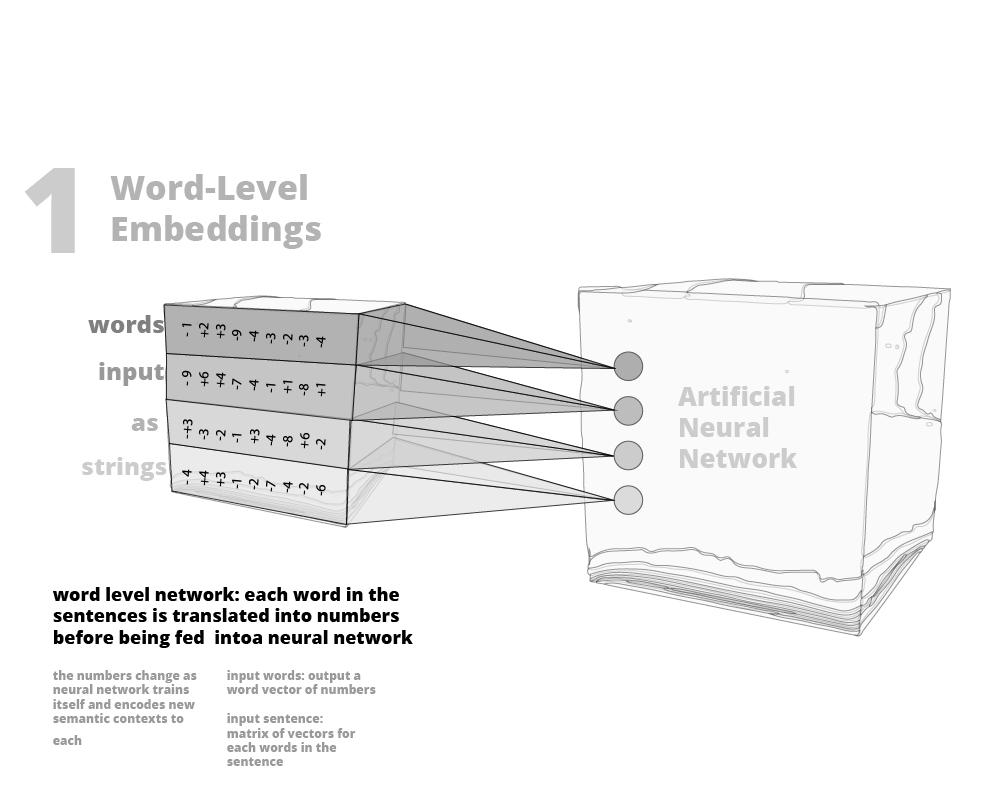 1
Word-Level
Embeddings
words
-1 +2 +3 -9 -4 -3 -2 -3 -4
input
-9 +6 +4 -7 -4 -1 +1 -8 +1
as
-+3 -3 -2 -1 +3 -4 -8 +6 -2
strings
-4 +4 +3 -1 -2 -7 -4 -2 -6
Artificial
Neural
Network
word level network: each word in the
sentences is translated into numbers
before being fed  intoa neural network
the numbers change as
neural network trains
itself and encodes new
semantic contexts to
each
input words: output a
word vector of numbers
input sentence:
matrix of vectors for
each words in the
sentence